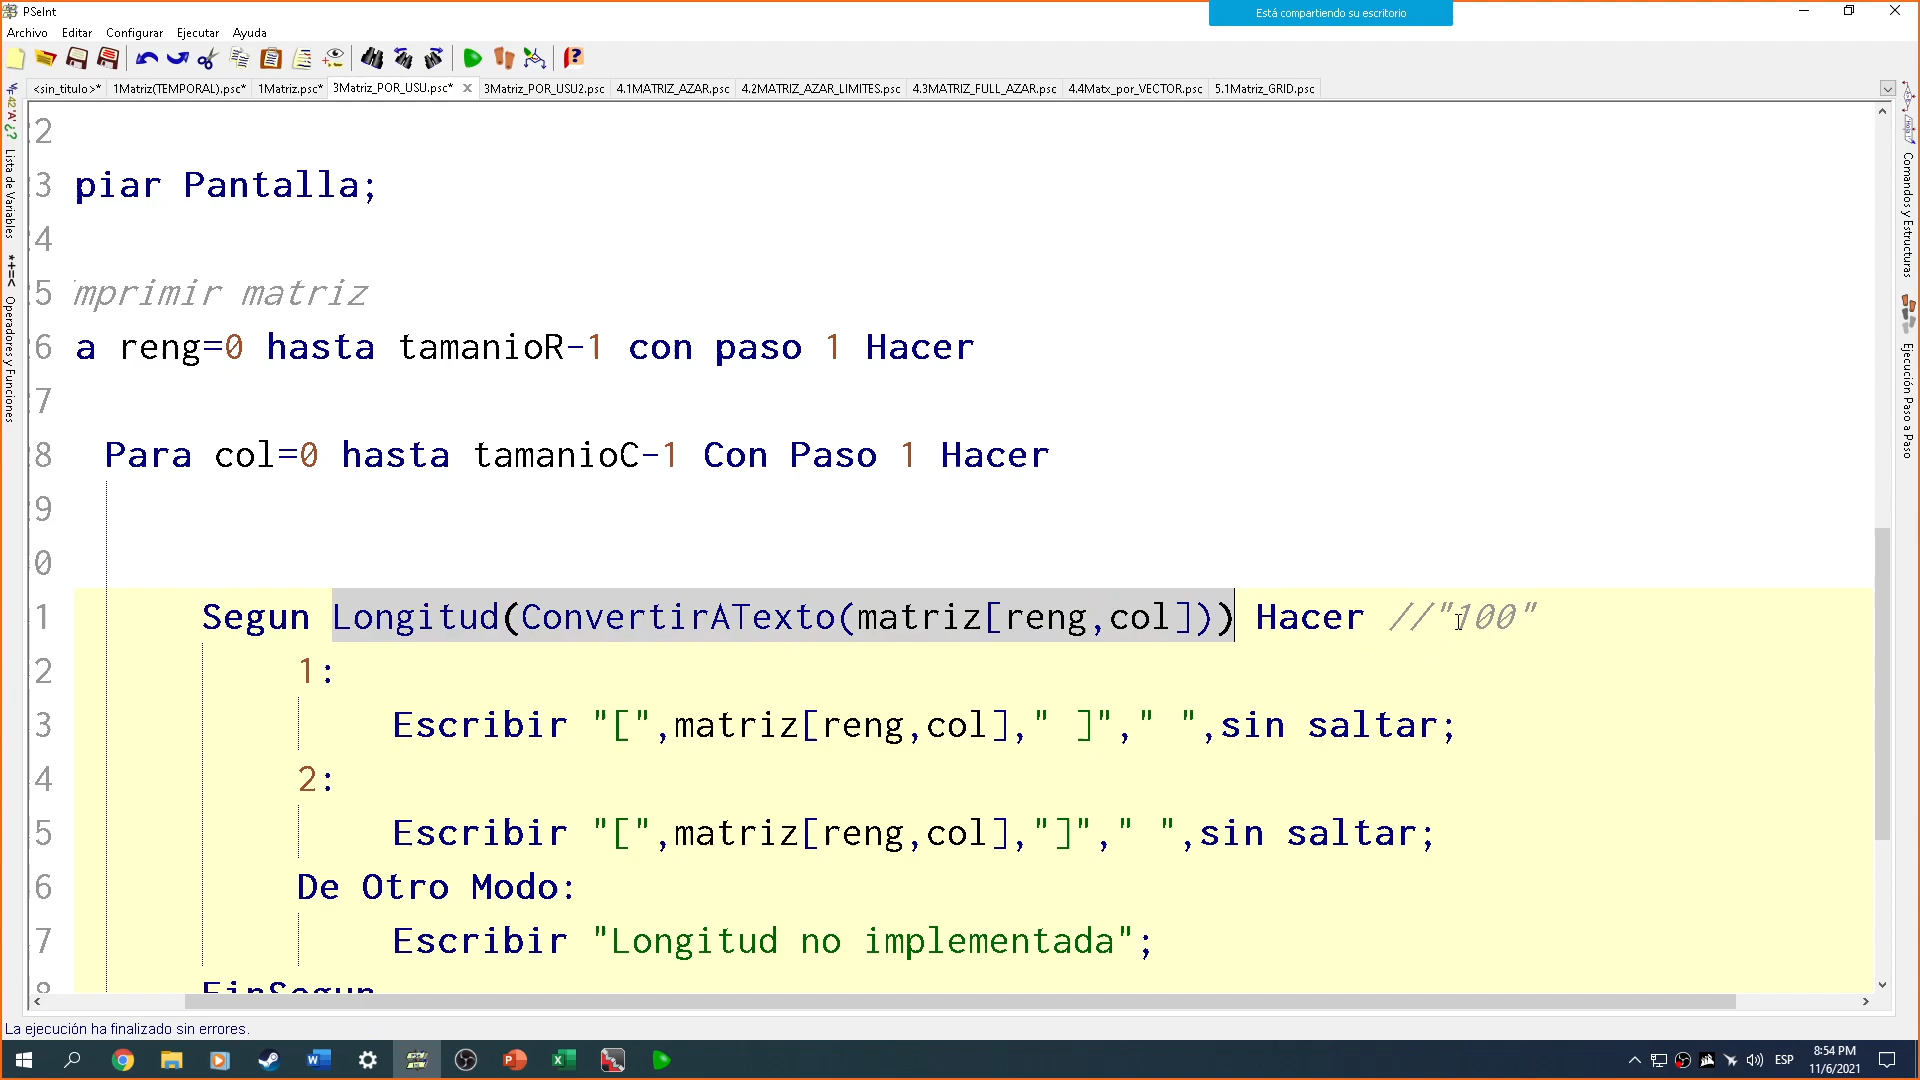 PSeInt
Está compartiendo su escritorio
Archivo Editar Configurar Ejecutar Ayuda
<sin_titulo>* 1Matriz(TEMPORAL).psc* 1Matriz.psc* 3Matriz_POR_USU.psc* 3Matriz_POR_USU2.psc 4.1MATRIZ_AZAR.psc 4.2MATRIZ_AZAR_LIMITES.psc 4.3MATRIZ_FULL_AZAR.psc 4.4Matx_por_VECTOR.psc 5.1Matriz_GRID.psc
Lista de Variables
Operadores y Funciones
2
3 piar Pantalla;
4
5 mprimir matriz
6 a reng=0 hasta tamanioR-1 con paso 1 Hacer
7
8 Para col=0 hasta tamanioC-1 Con Paso 1 Hacer
9
0
1 Segun Longitud(ConvertirATexto(matriz[reng,col])) Hacer //"100"
2 1:
3 Escribir "[",matriz[reng,col]," ]"," ",sin saltar;
4 2:
5 Escribir "[",matriz[reng,col],"]"," ",sin saltar;
6 De Otro Modo:
7 Escribir "Longitud no implementada";
8 FinSegun
Comandos y Estructuras
Ejecución Paso a Paso
La ejecución ha finalizado sin errores.
ESP
8:54 PM
11/6/2021